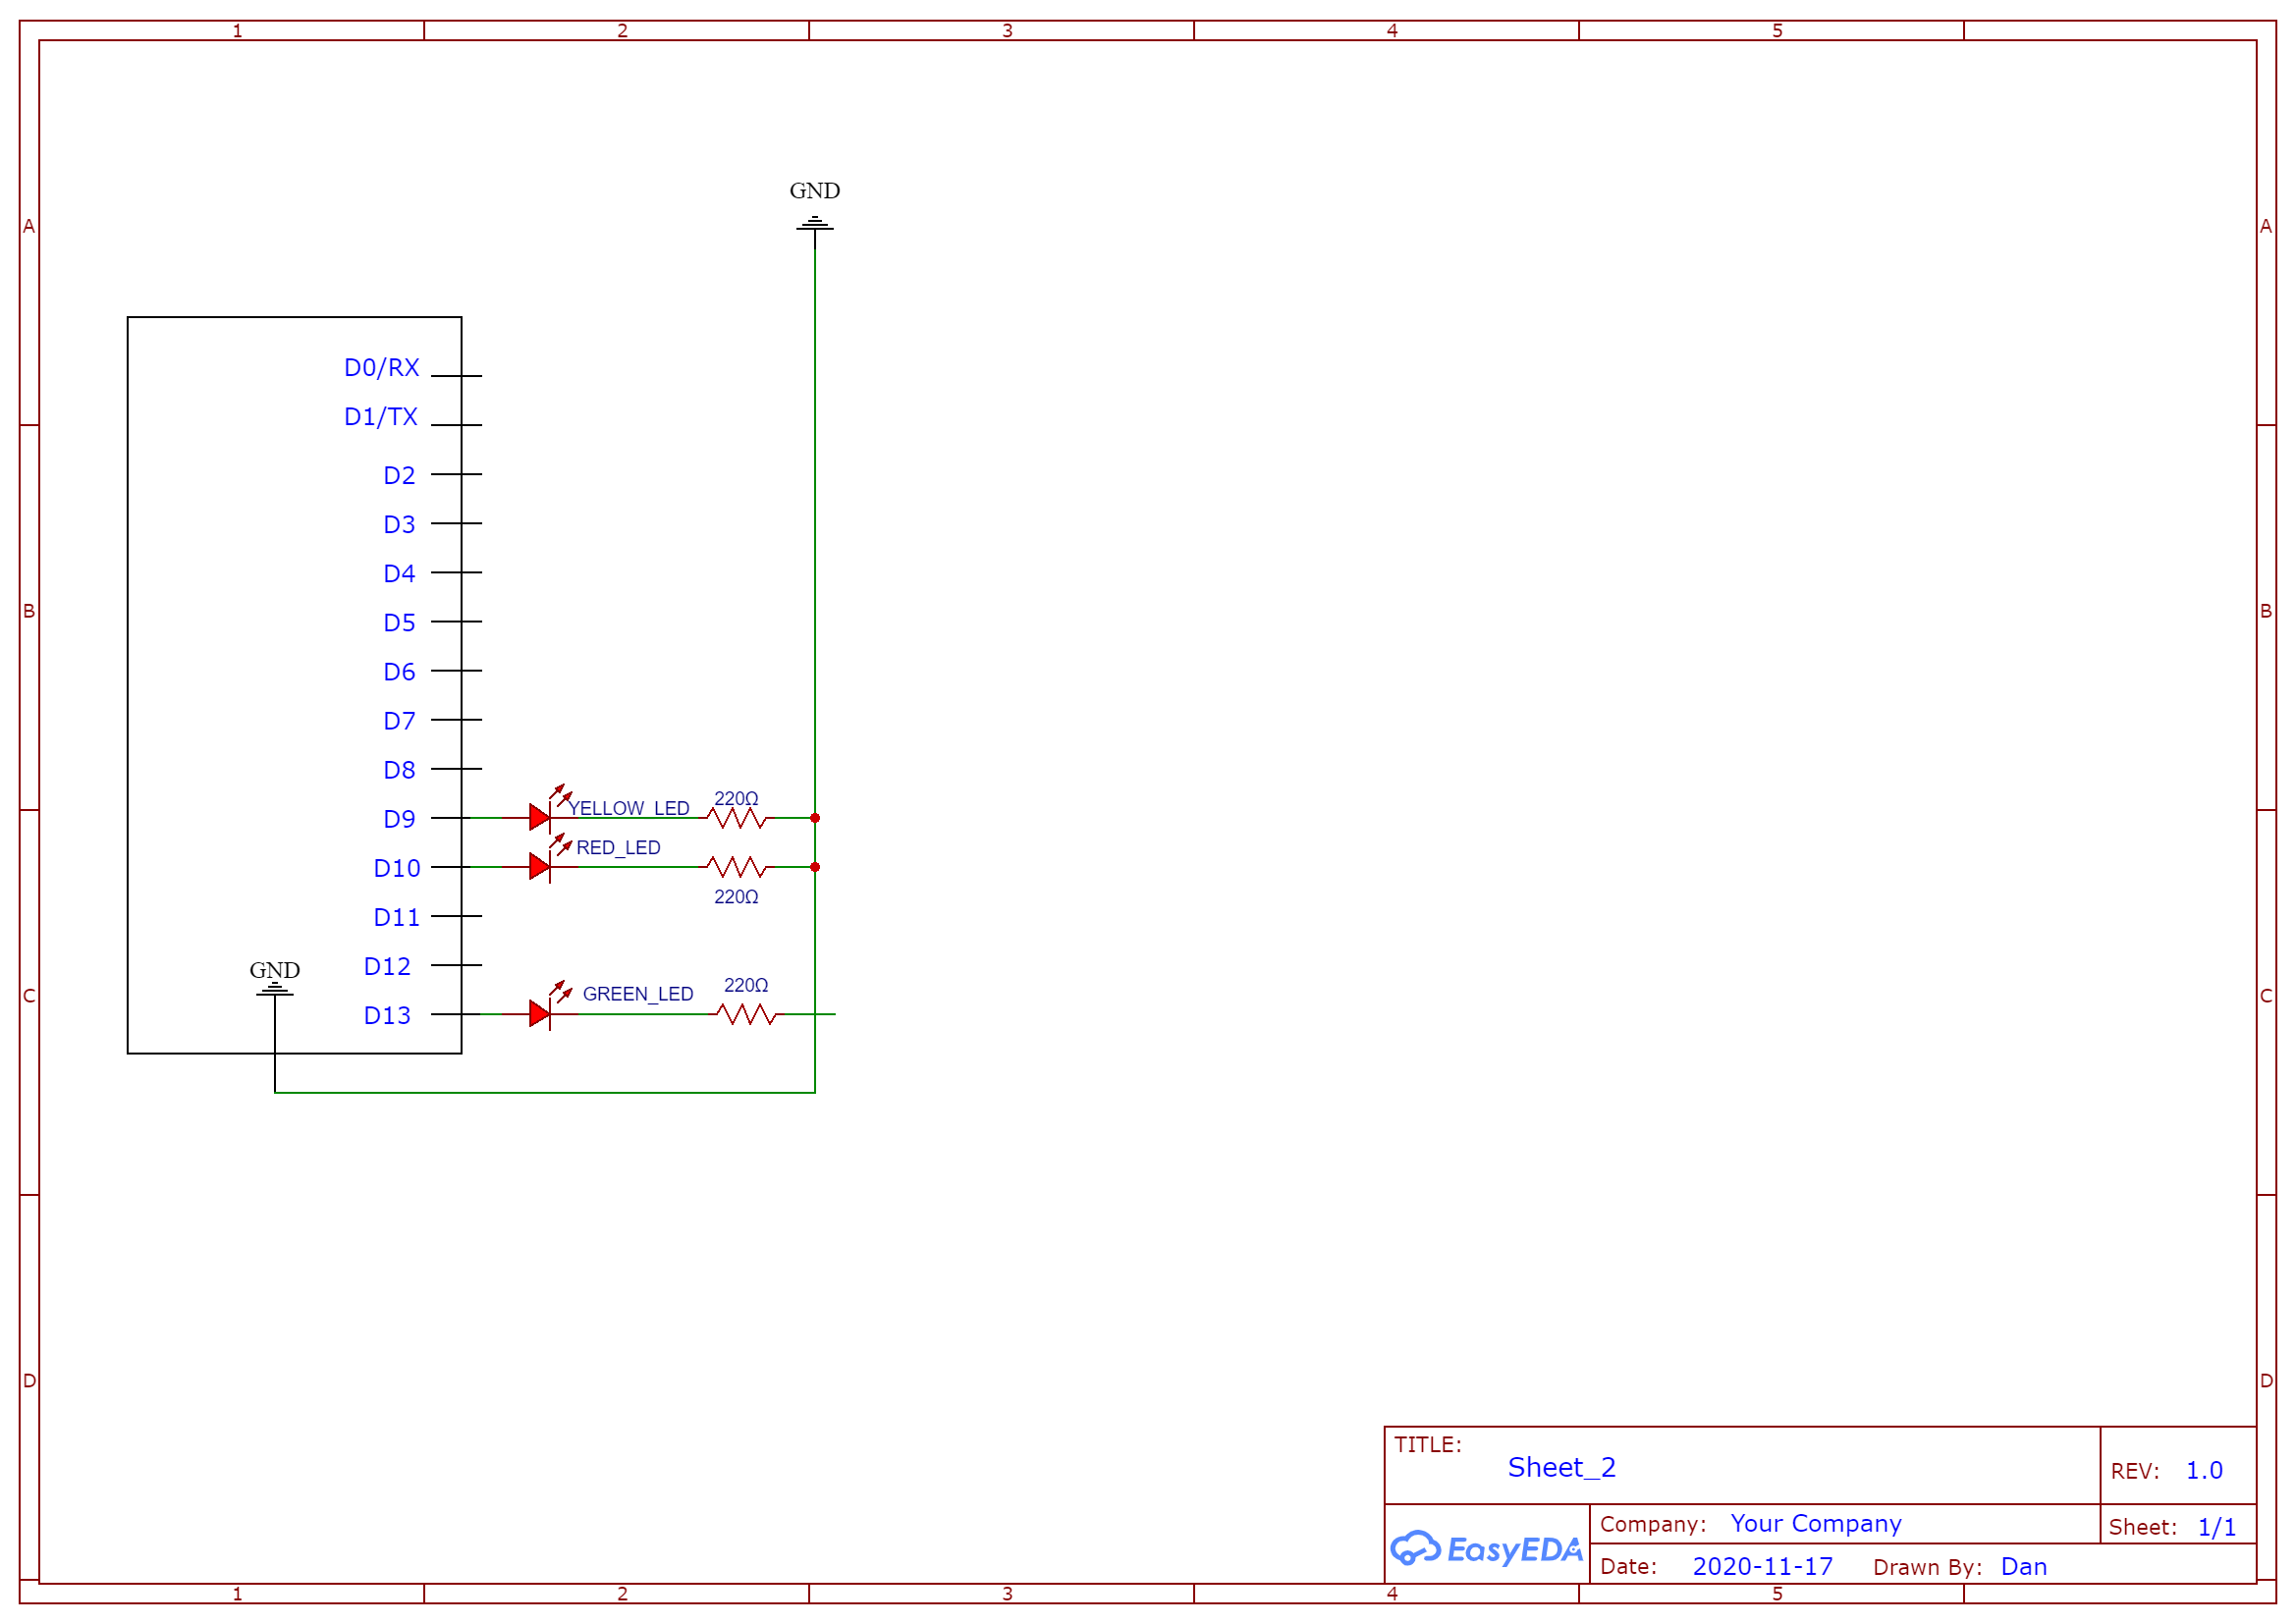 1 2 3 4 5
A A
GND
D0/RX
D1/TX
D2
D3
D4
B B
D5
D6
D7
D8
220Ω
YELLOW_LED
D9
RED_LED
D10
220Ω
D11
D12
GND
220Ω
GREEN_LED
C C
D13
D D
TITLE:
Sheet_2
REV: 1.0
EasyEDA
Company: Your Company
Sheet: 1/1
Date: 2020-11-17 Drawn By: Dan
1 2 3 4 5